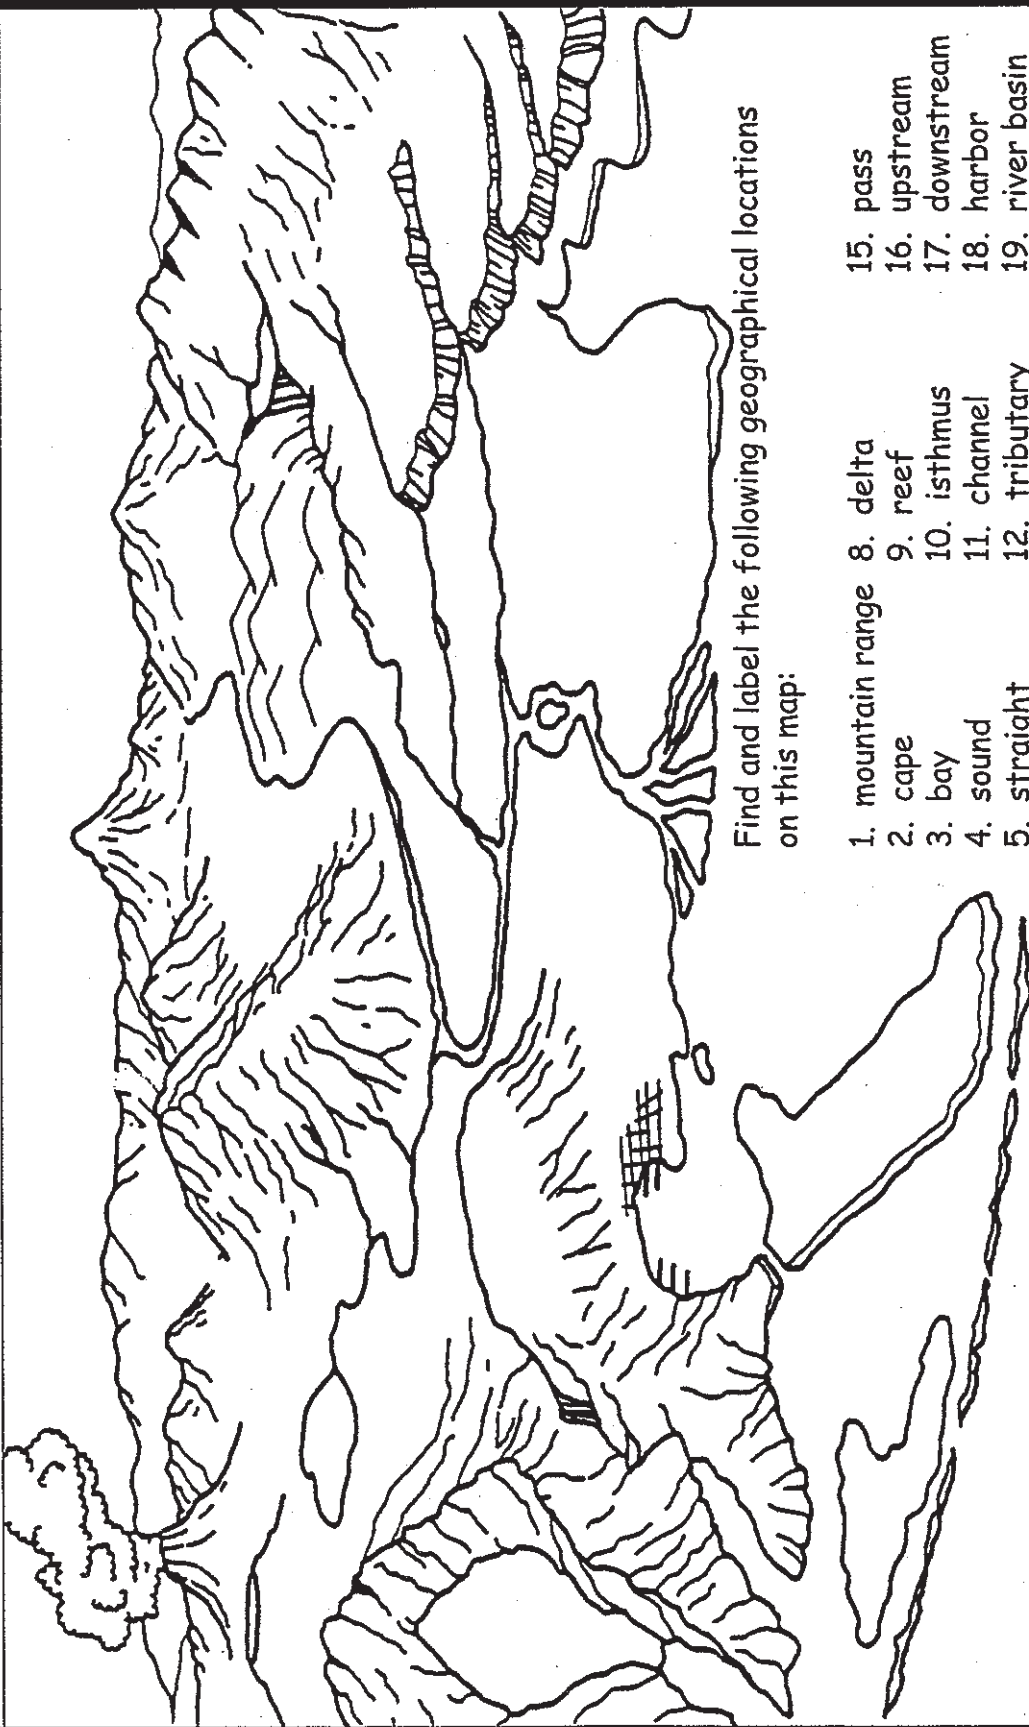 Find and label the following geographical locations
on this map:
1. mountain range
2. cape
3. bay
4. sound
5. straight
8. delta
9. reef
10. isthmus
11. channel
12. tributary
15. pass
16. upstream
17. downstream
18. harbor
19. river basin